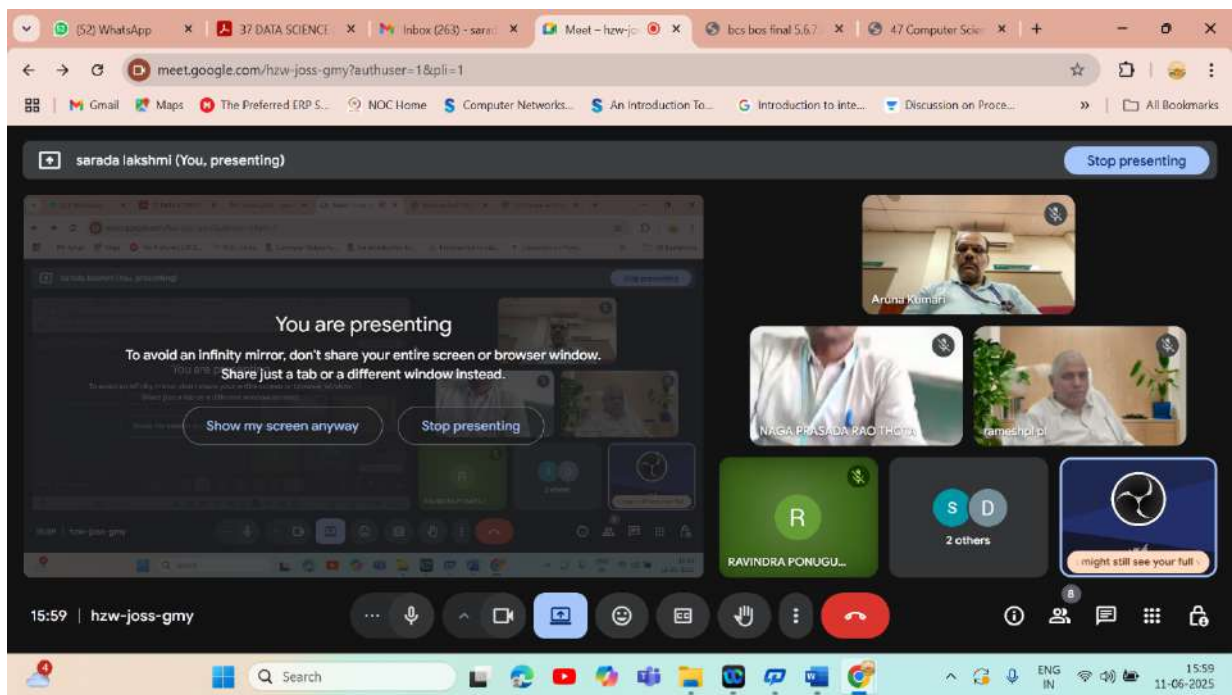 (52) WhatsApp
37 DATA SCIENCE
Inbox (263) - sarad
Meet – hzw-jo
bcs bos final 5,6,7
47 Computer Scien
meet.google.com/hzw-joss-gmy?authuser=1&pli=1
Gmail
Maps
The Preferred ERP S...
NOC Home
Computer Networks...
An Introduction To...
Introduction to inte...
Discussion on Proce...
»
All Bookmarks
sarada lakshmi (You, presenting)
Stop presenting
You are presenting
To avoid an infinity mirror, don't share your entire screen or browser window.
Share just a tab or a different window instead.
Show my screen anyway
Stop presenting
Aruna Kumari
NAGA PRASADA RAO THOTA
rameshpl pl
R
RAVINDRA PONUGU...
S D
2 others
might still see your full
15:59 | hzw-joss-gmy
8
Search
ENG
IN
15:59
11-06-2025